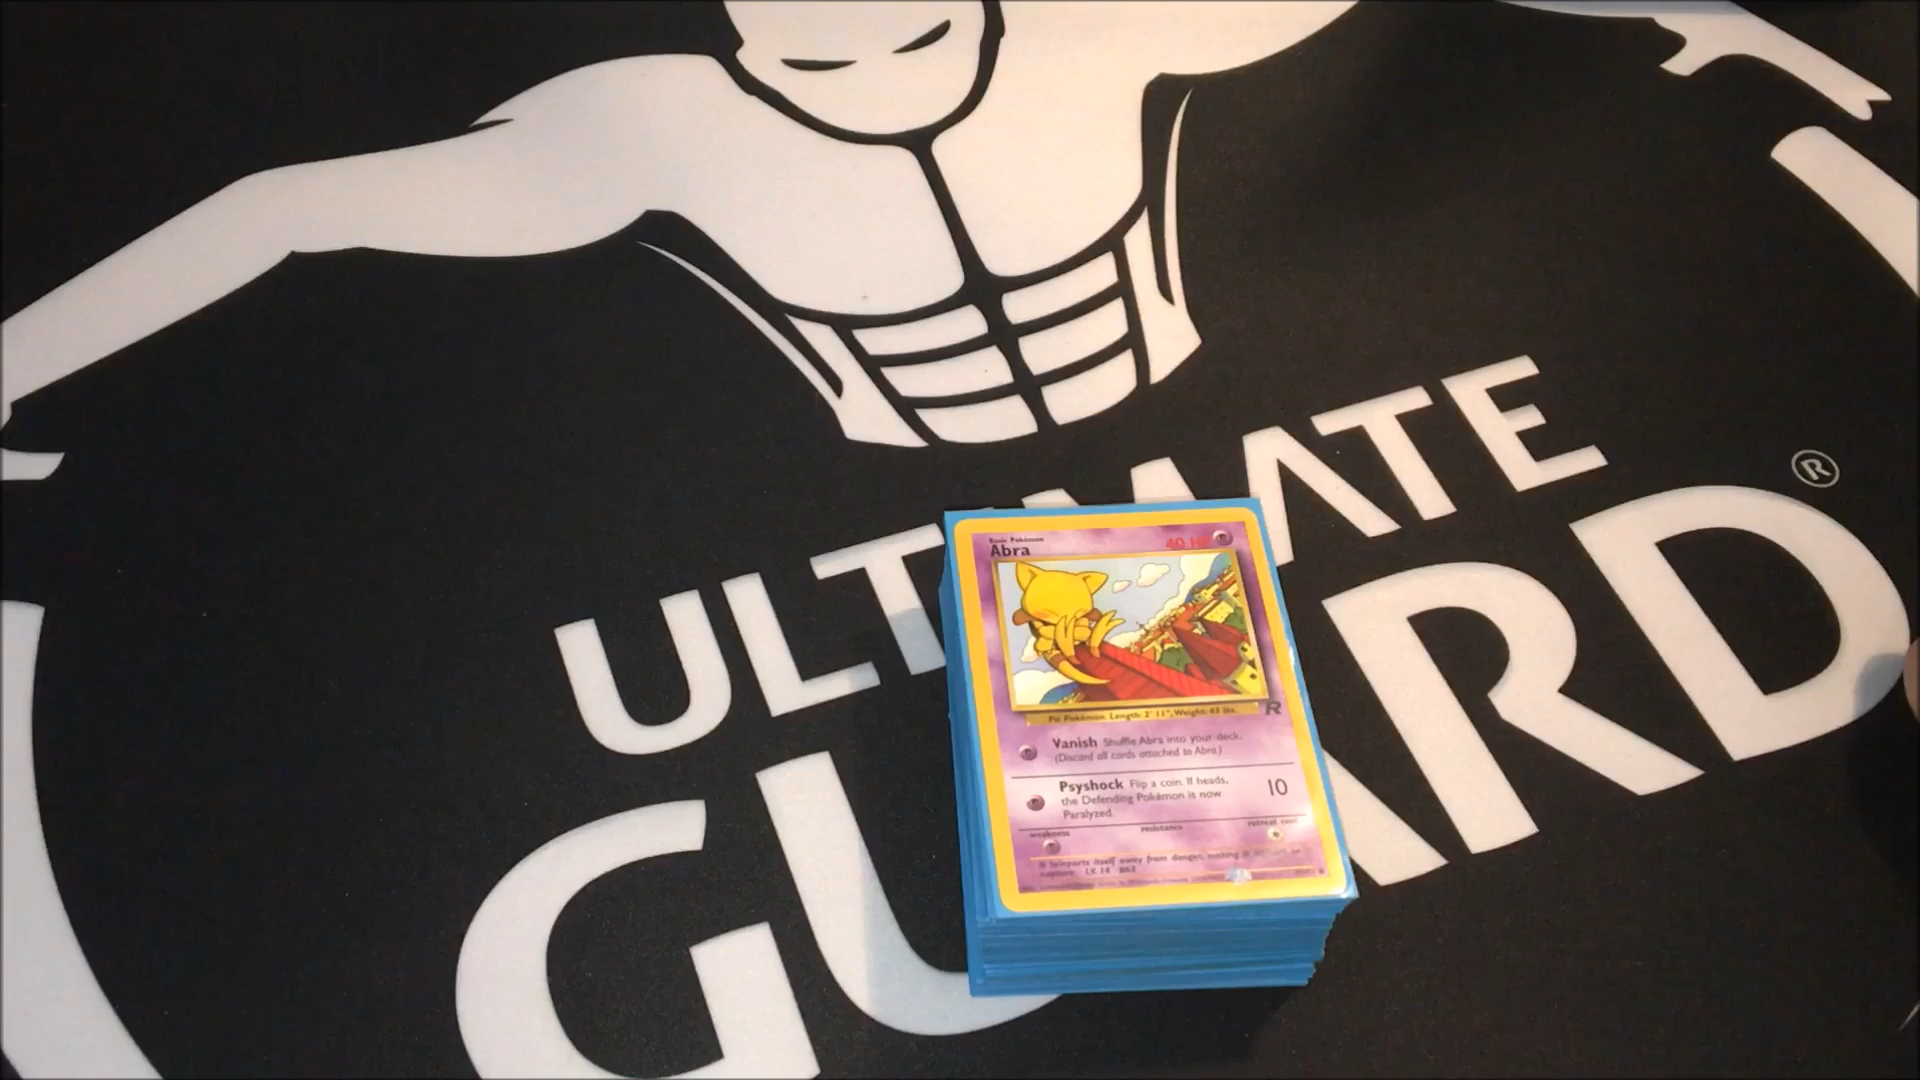 ULTIMATE
GUARD
®
Basic Pokémon
Abra
40 HP
Psi Pokémon. Length: 2' 11", Weight: 43 lbs.
Vanish Shuffle Abra into your deck.
(Discard all cards attached to Abra.)
Psyshock Flip a coin. If heads,
the Defending Pokémon is now
Paralyzed.
10
weakness
resistance
retreat cost
It teleports itself away from danger, making it
capture. LV. 14 #63